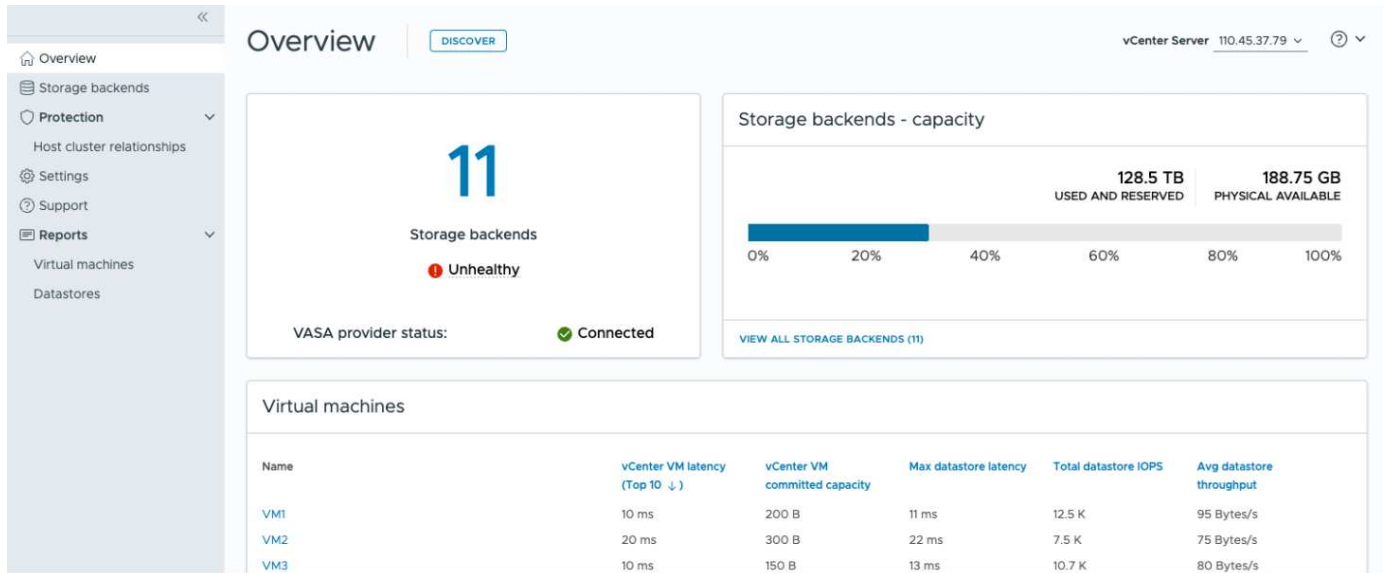 «
Overview
Storage backends
Protection
Host cluster relationships
Settings
Support
Reports
Virtual machines
Datastores
Overview
DISCOVER
vCenter Server 110.45.37.79
11
Storage backends
Unhealthy
VASA provider status: Connected
Storage backends - capacity
128.5 TB 188.75 GB
USED AND RESERVED PHYSICAL AVAILABLE
0% 20% 40% 60% 80% 100%
VIEW ALL STORAGE BACKENDS (11)
Virtual machines
Name vCenter VM latency vCenter VM Max datastore latency Total datastore IOPS Avg datastore
(Top 10 ↓) committed capacity throughput
VM1 10 ms 200 B 11 ms 12.5 K 95 Bytes/s
VM2 20 ms 300 B 22 ms 7.5 K 75 Bytes/s
VM3 10 ms 150 B 13 ms 10.7 K 80 Bytes/s